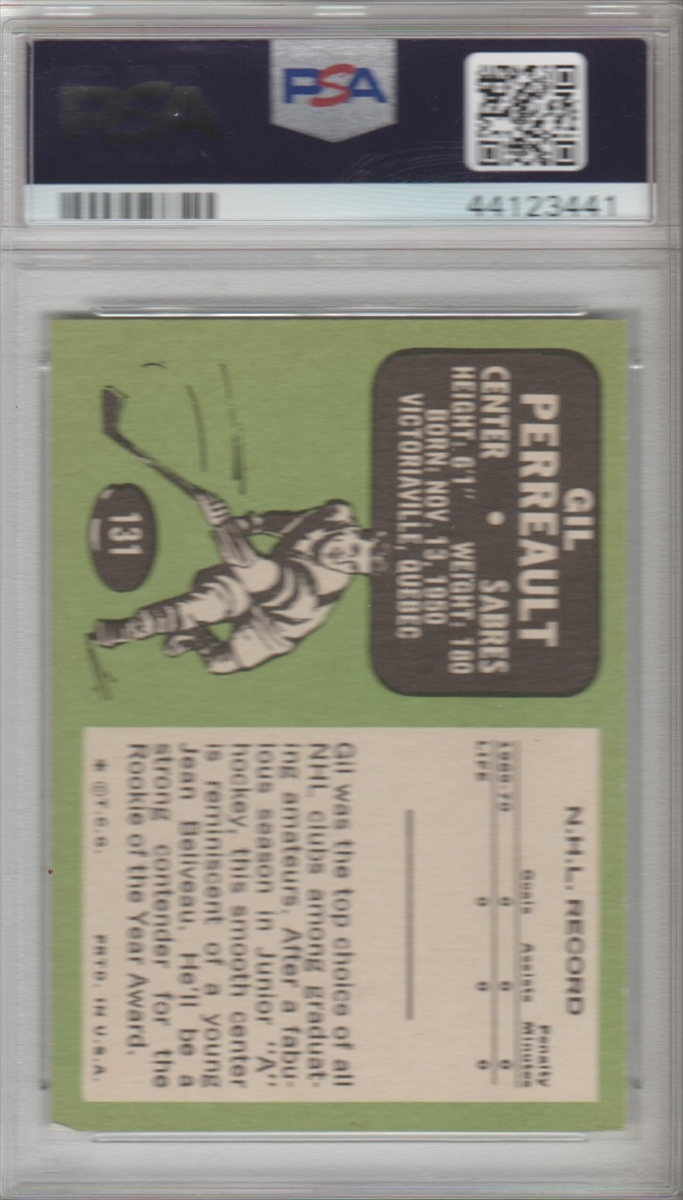 PSA
PSA
44123441
GIL
PERREAULT
CENTER • SABRES
HEIGHT. 6'1" WEIGHT. 180
BORN, NOV. 13, 1950
VICTORIAVILLE, QUEBEC
131
N.H.L. RECORD
Penalty
Goals Assists Minutes
1969-70 0 0 0
LIFE 0 0 0
Gil was the top choice of all
NHL clubs among graduat-
ing amateurs. After a fabu-
lous season in Junior "A"
hockey, this smooth center
is reminiscent of a young
Jean Beliveau. He'll be a
strong contender for the
Rookie of the Year Award.
* ©T.C.G. PRTD. IN U.S.A.